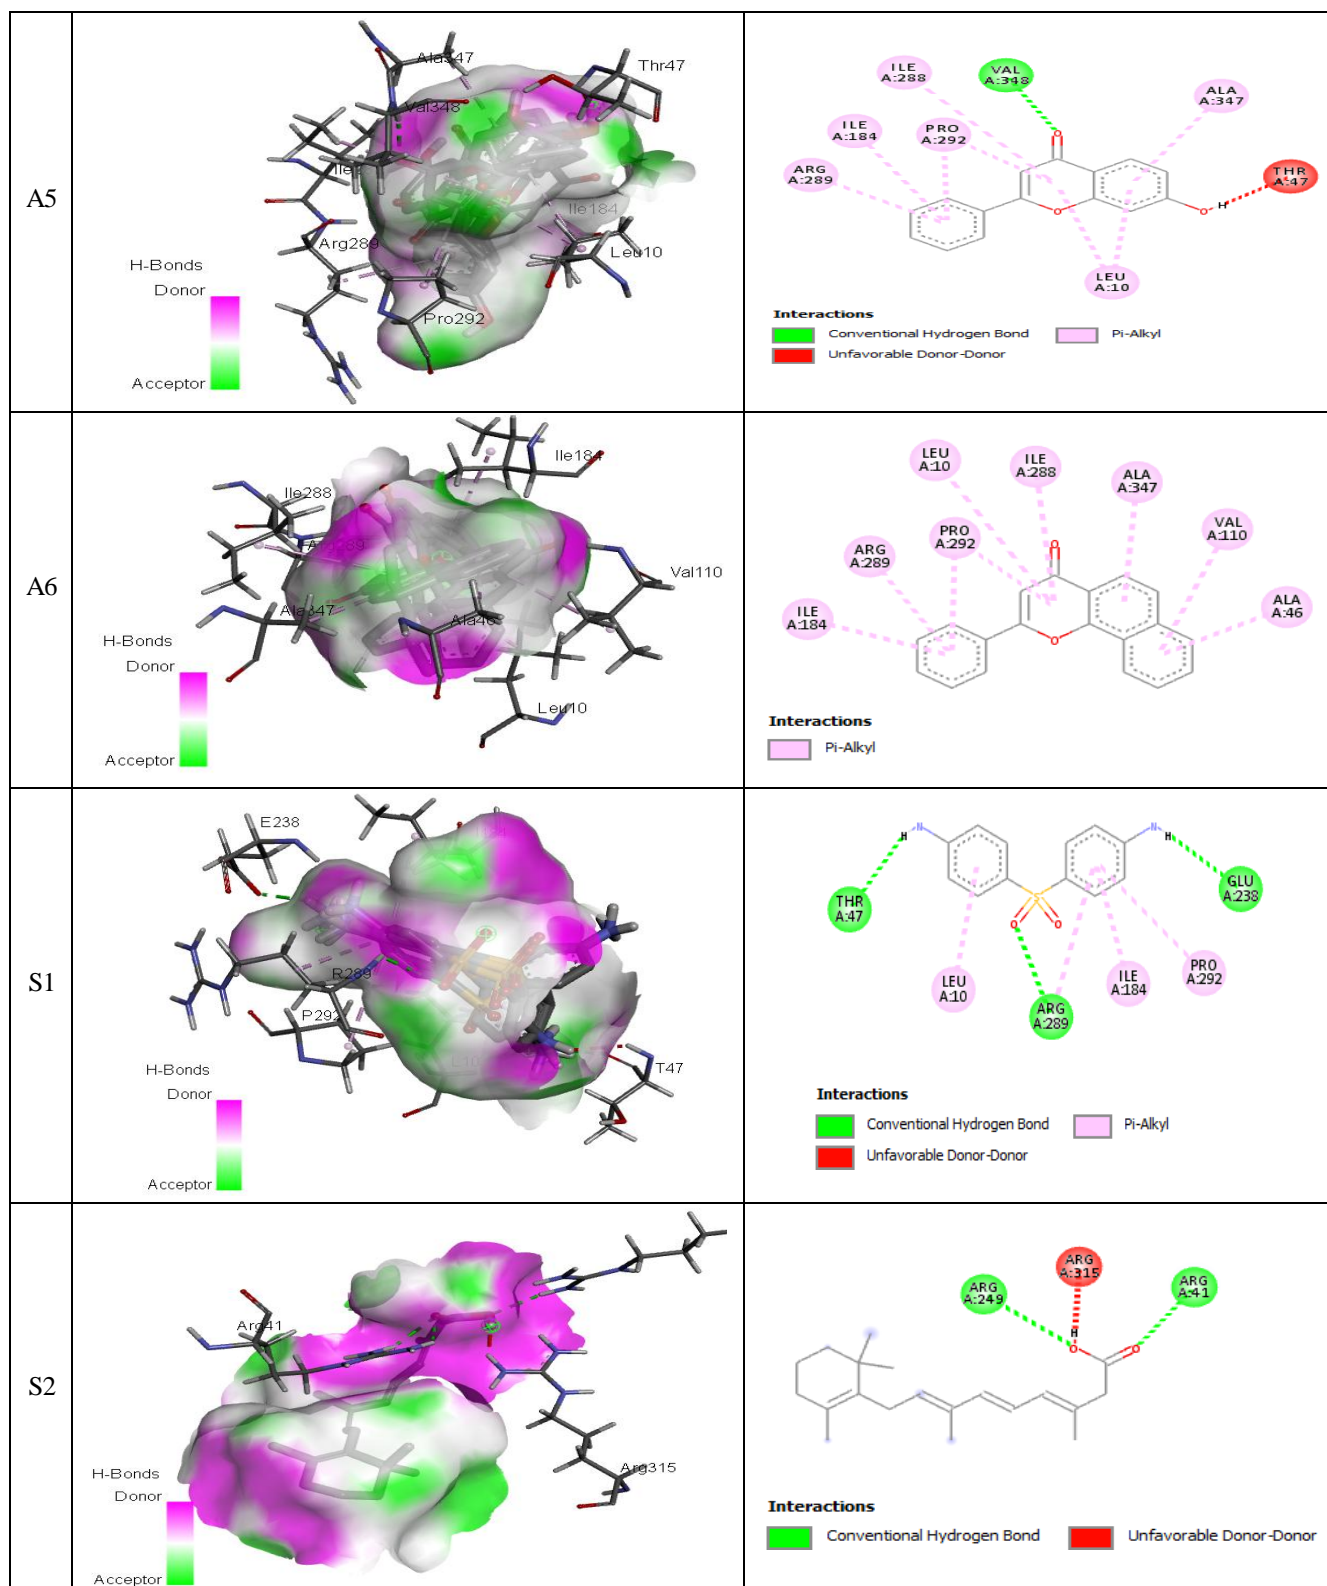 A5
Ala347
Thr47
Val348
Ile184
Arg289
Leu10
Pro292
H-Bonds
Donor
Acceptor
ILE
A:288
VAL
A:348
ALA
A:347
ILE
A:184
PRO
A:292
ARG
A:289
THR
A:47
H
O
O
O
LEU
A:10
Interactions
Conventional Hydrogen Bond
Pi-Alkyl
Unfavorable Donor-Donor
A6
Ile184
Ile288
Val110
Ala347
Ala46
Leu10
H-Bonds
Donor
Acceptor
LEU
A:10
ILE
A:288
ALA
A:347
VAL
A:110
PRO
A:292
ARG
A:289
ILE
A:184
ALA
A:46
O
O
Interactions
Pi-Alkyl
S1
E238
R289
P292
T47
H-Bonds
Donor
Acceptor
H
N
N
H
THR
A:47
GLU
A:238
S
O
O
LEU
A:10
ARG
A:289
ILE
A:184
PRO
A:292
Interactions
Conventional Hydrogen Bond
Pi-Alkyl
Unfavorable Donor-Donor
S2
Arg41
Arg315
H-Bonds
Donor
Acceptor
ARG
A:249
ARG
A:315
ARG
A:41
H
O
O
Interactions
Conventional Hydrogen Bond
Unfavorable Donor-Donor